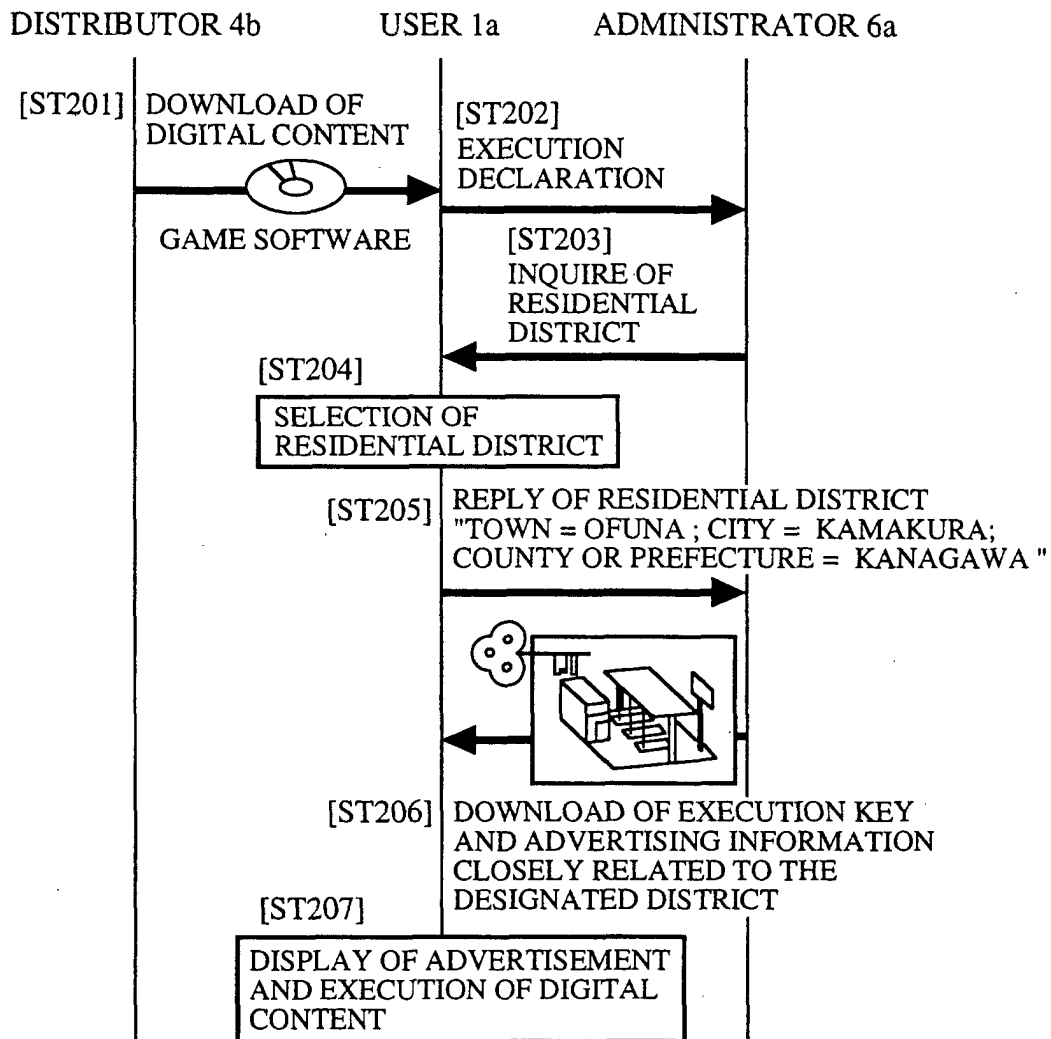 DISTRIBUTOR 4b USER 1a ADMINISTRATOR 6a
[ST201] DOWNLOAD OF
DIGITAL CONTENT
GAME SOFTWARE
[ST202]
EXECUTION
DECLARATION
[ST203]
INQUIRE OF
RESIDENTIAL
DISTRICT
[ST204]
SELECTION OF
RESIDENTIAL DISTRICT
[ST205] REPLY OF RESIDENTIAL DISTRICT
"TOWN = OFUNA ; CITY = KAMAKURA;
COUNTY OR PREFECTURE = KANAGAWA "
[ST206] DOWNLOAD OF EXECUTION KEY
AND ADVERTISING INFORMATION
CLOSELY RELATED TO THE
DESIGNATED DISTRICT
[ST207]
DISPLAY OF ADVERTISEMENT
AND EXECUTION OF DIGITAL
CONTENT